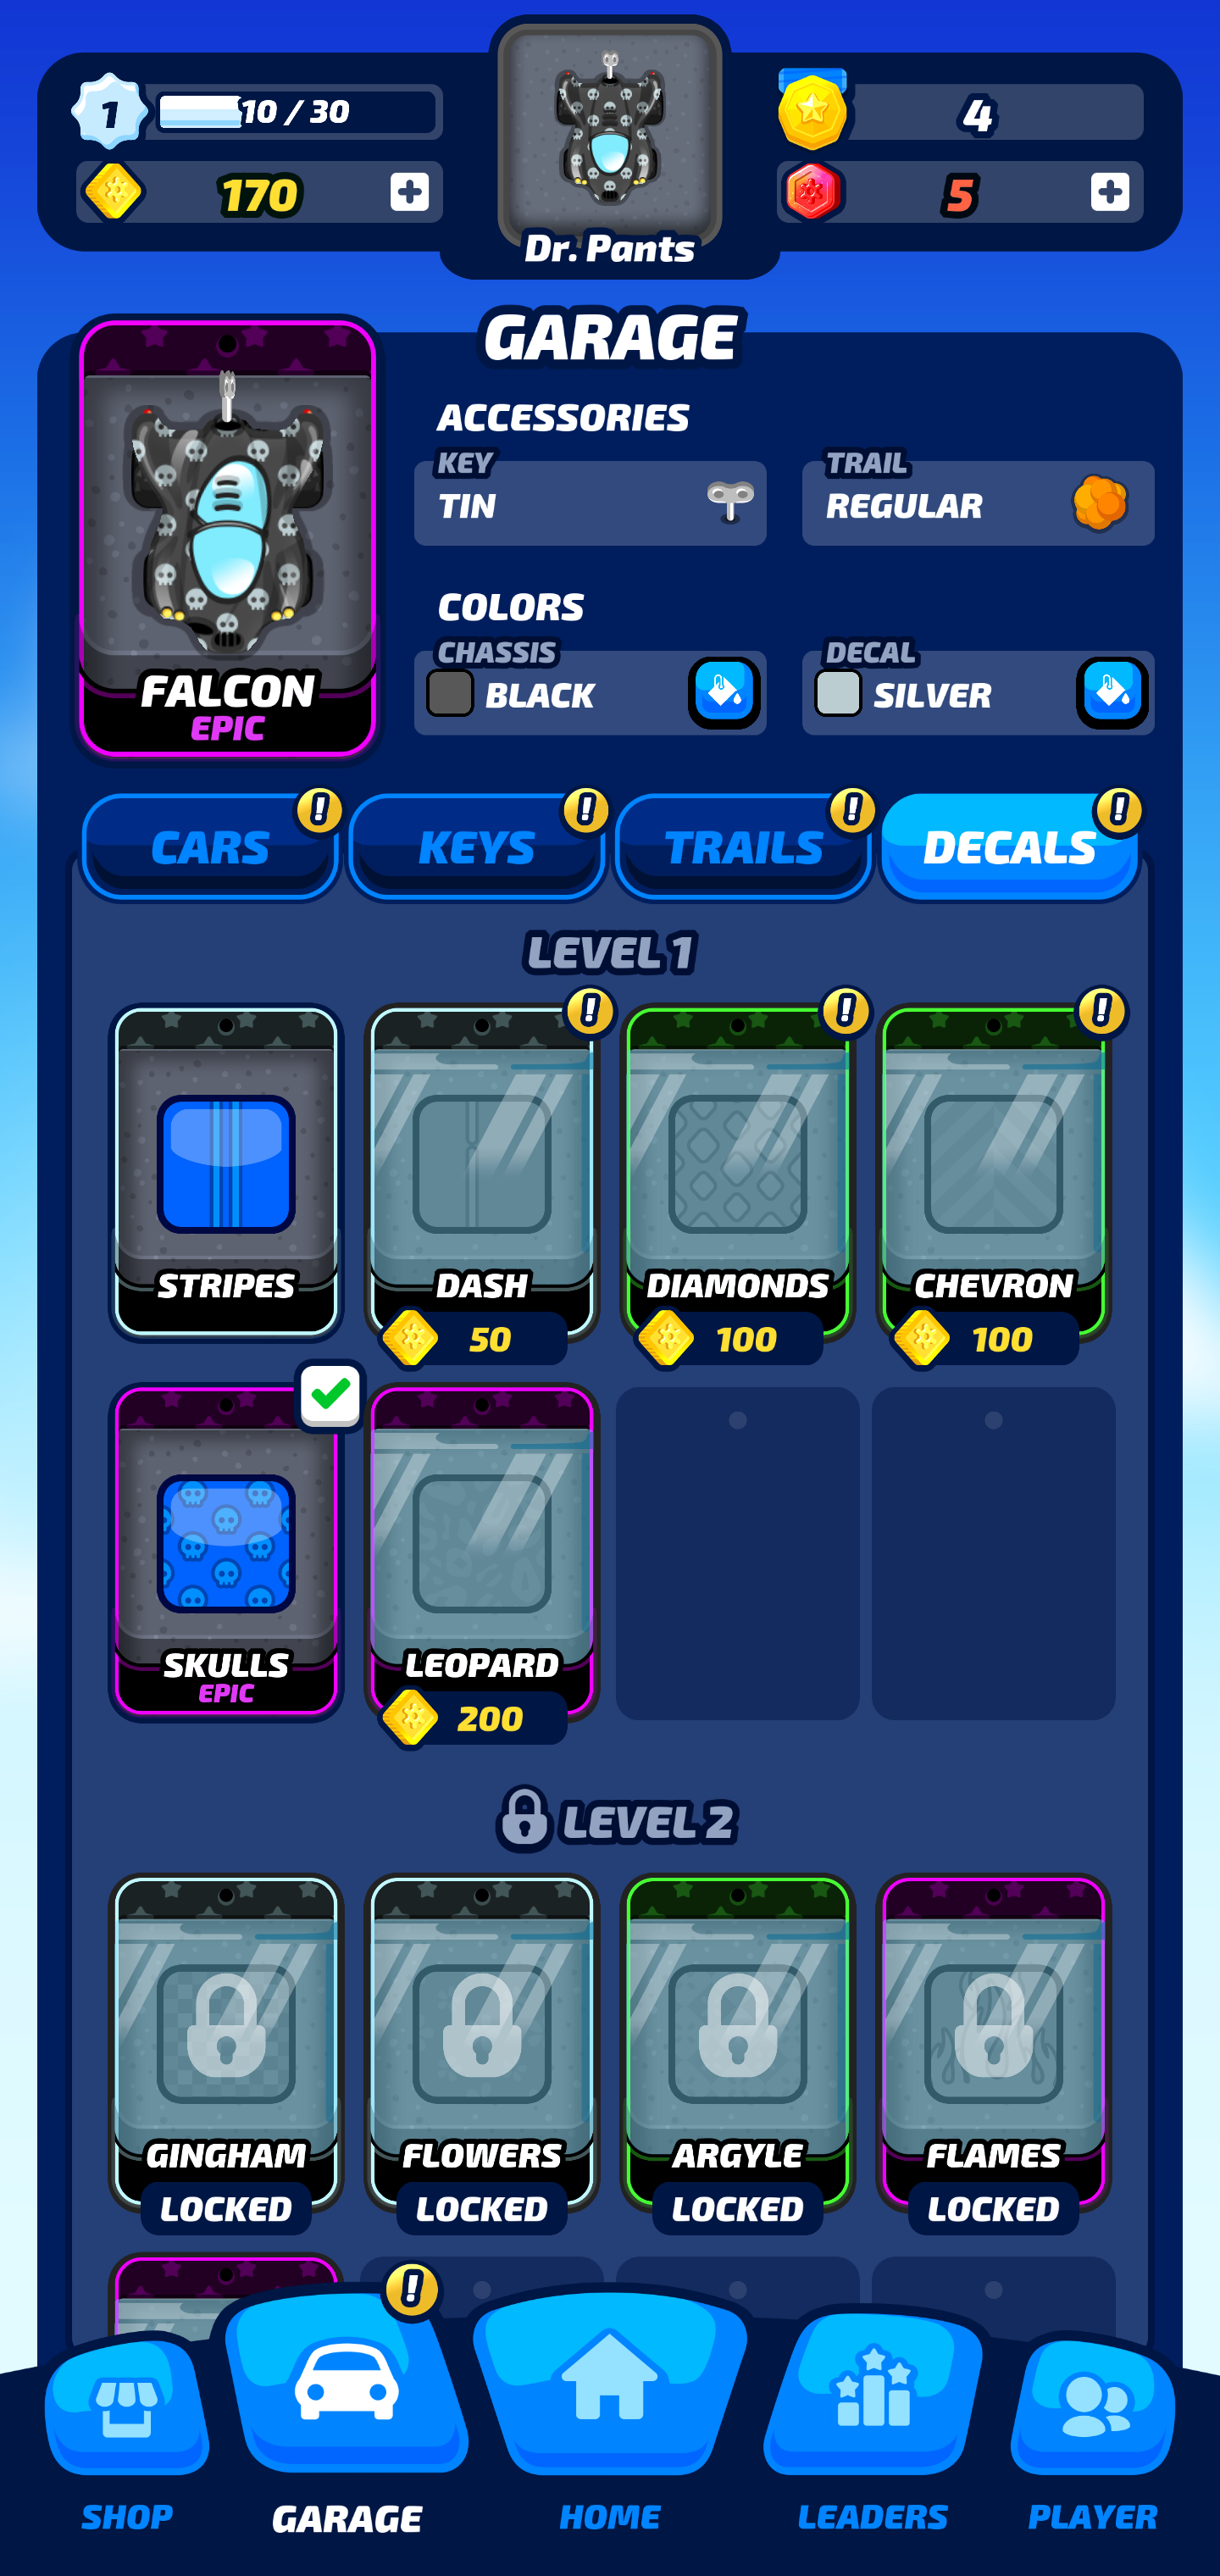 1
10 / 30
4
170
5
Dr. Pants
GARAGE
ACCESSORIES
KEY
TRAIL
TIN
REGULAR
COLORS
CHASSIS
DECAL
BLACK
SILVER
FALCON
EPIC
CARS
KEYS
TRAILS
DECALS
LEVEL 1
STRIPES
DASH
DIAMONDS
CHEVRON
50
100
100
SKULLS
LEOPARD
EPIC
200
LEVEL 2
GINGHAM
FLOWERS
ARGYLE
FLAMES
LOCKED
LOCKED
LOCKED
LOCKED
SHOP
GARAGE
HOME
LEADERS
PLAYER